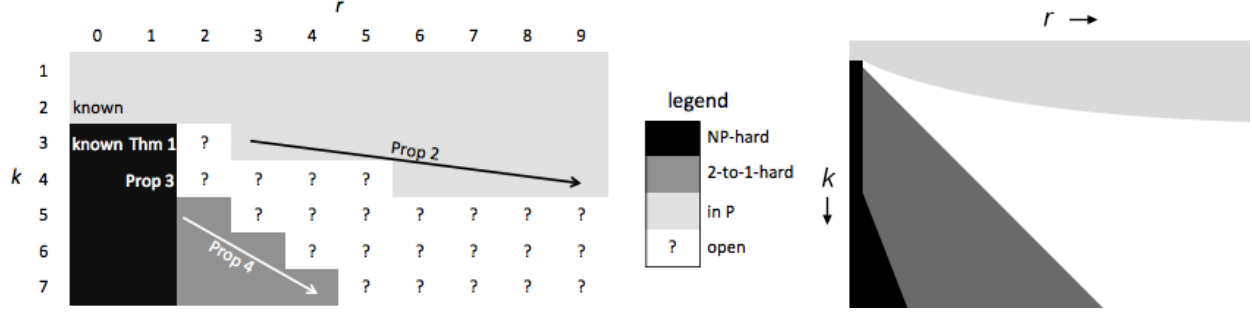 r
0 1 2 3 4 5 6 7 8 9
1
2 known
3 known Thm 1 ?
Prop 2
k
4 Prop 3 ? ? ? ?
5 ? ? ? ? ? ? ?
Prop 4
6 ? ? ? ? ? ?
7 ? ? ? ? ?
legend
NP-hard
2-to-1-hard
in P
? open
r →
k
↓